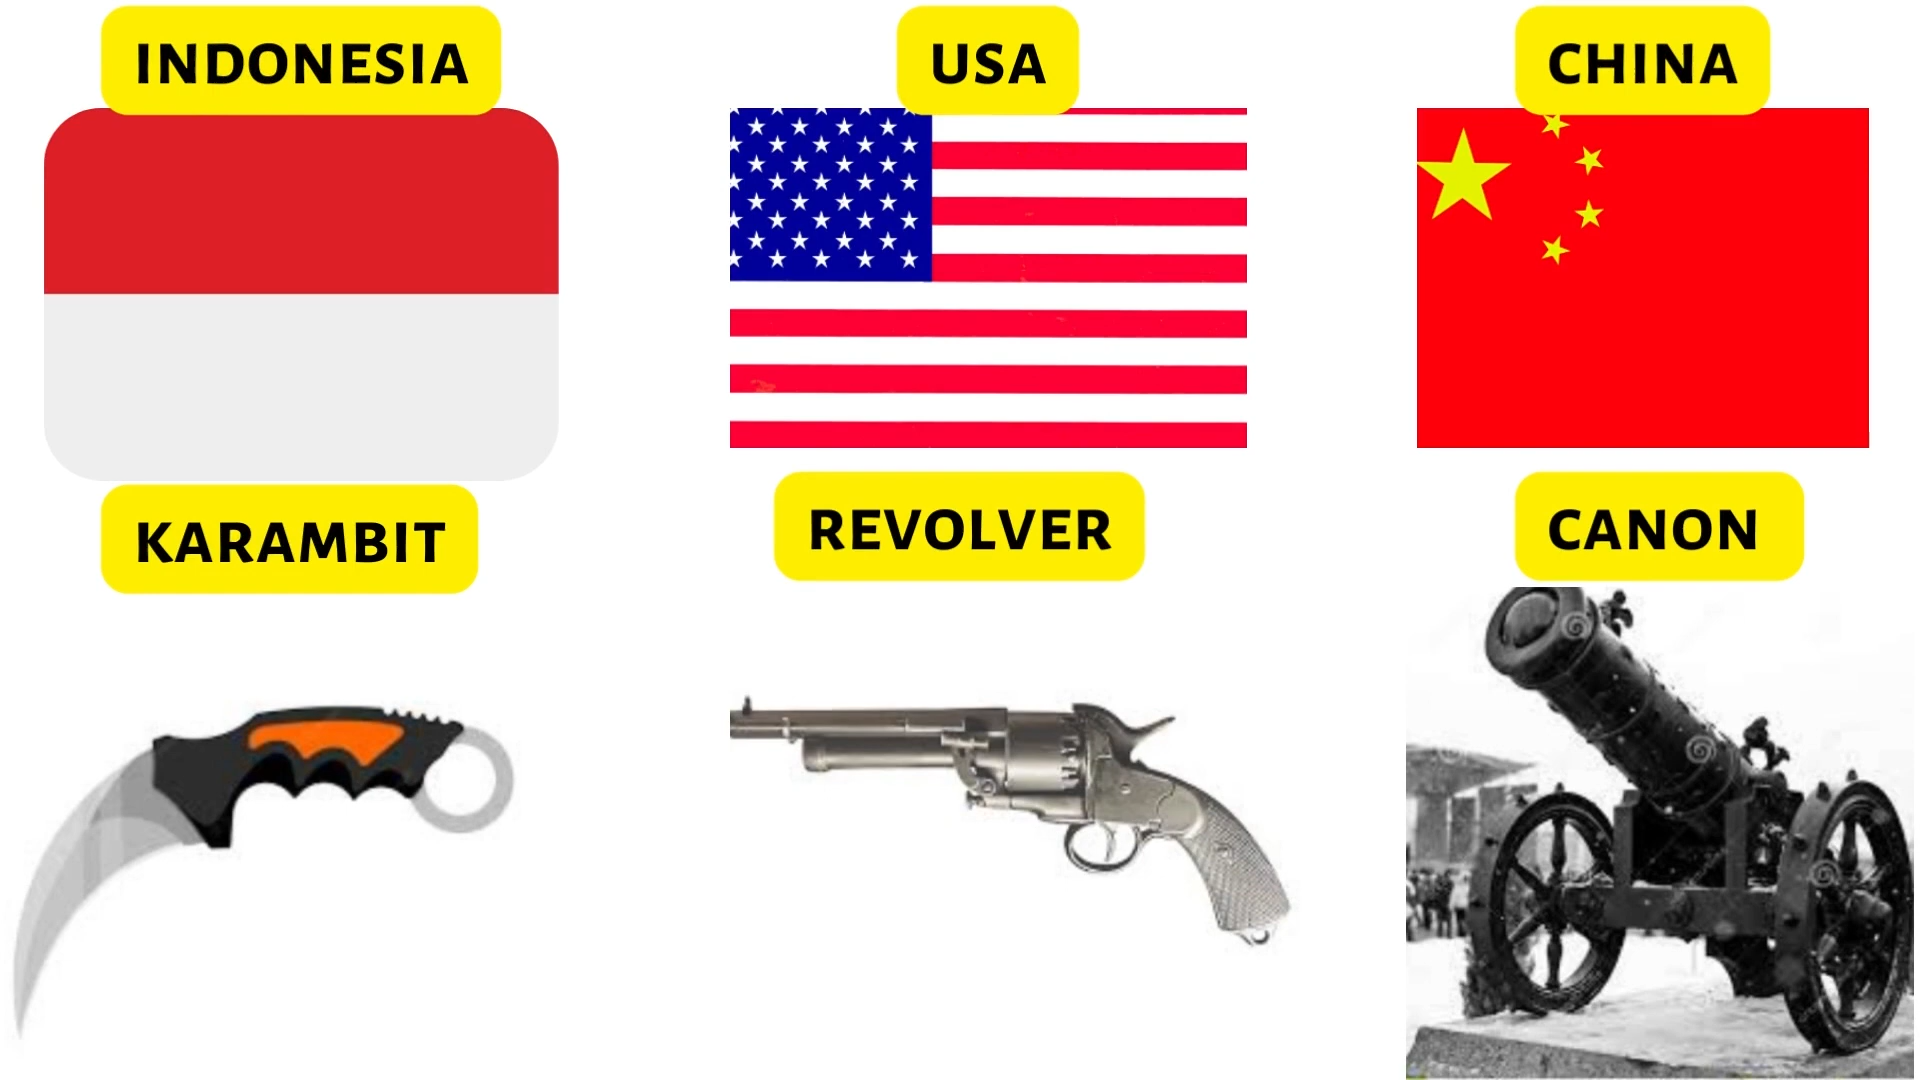 INDONESIA
USA
CHINA
KARAMBIT
REVOLVER
CANON